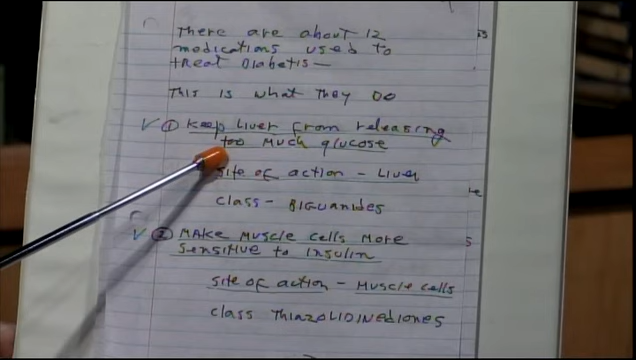 There are about 12
medications used to
treat Diabetis —
This is what They Do
✓ ① Keep Liver from releasing
too Much glucose
site of action - Liver
class - BIGUANIDES
✓ ② MAKE Muscle cells More
Sensitive to Insulin
site of action - Muscle cells
class THIAZOLIDINEDIONES